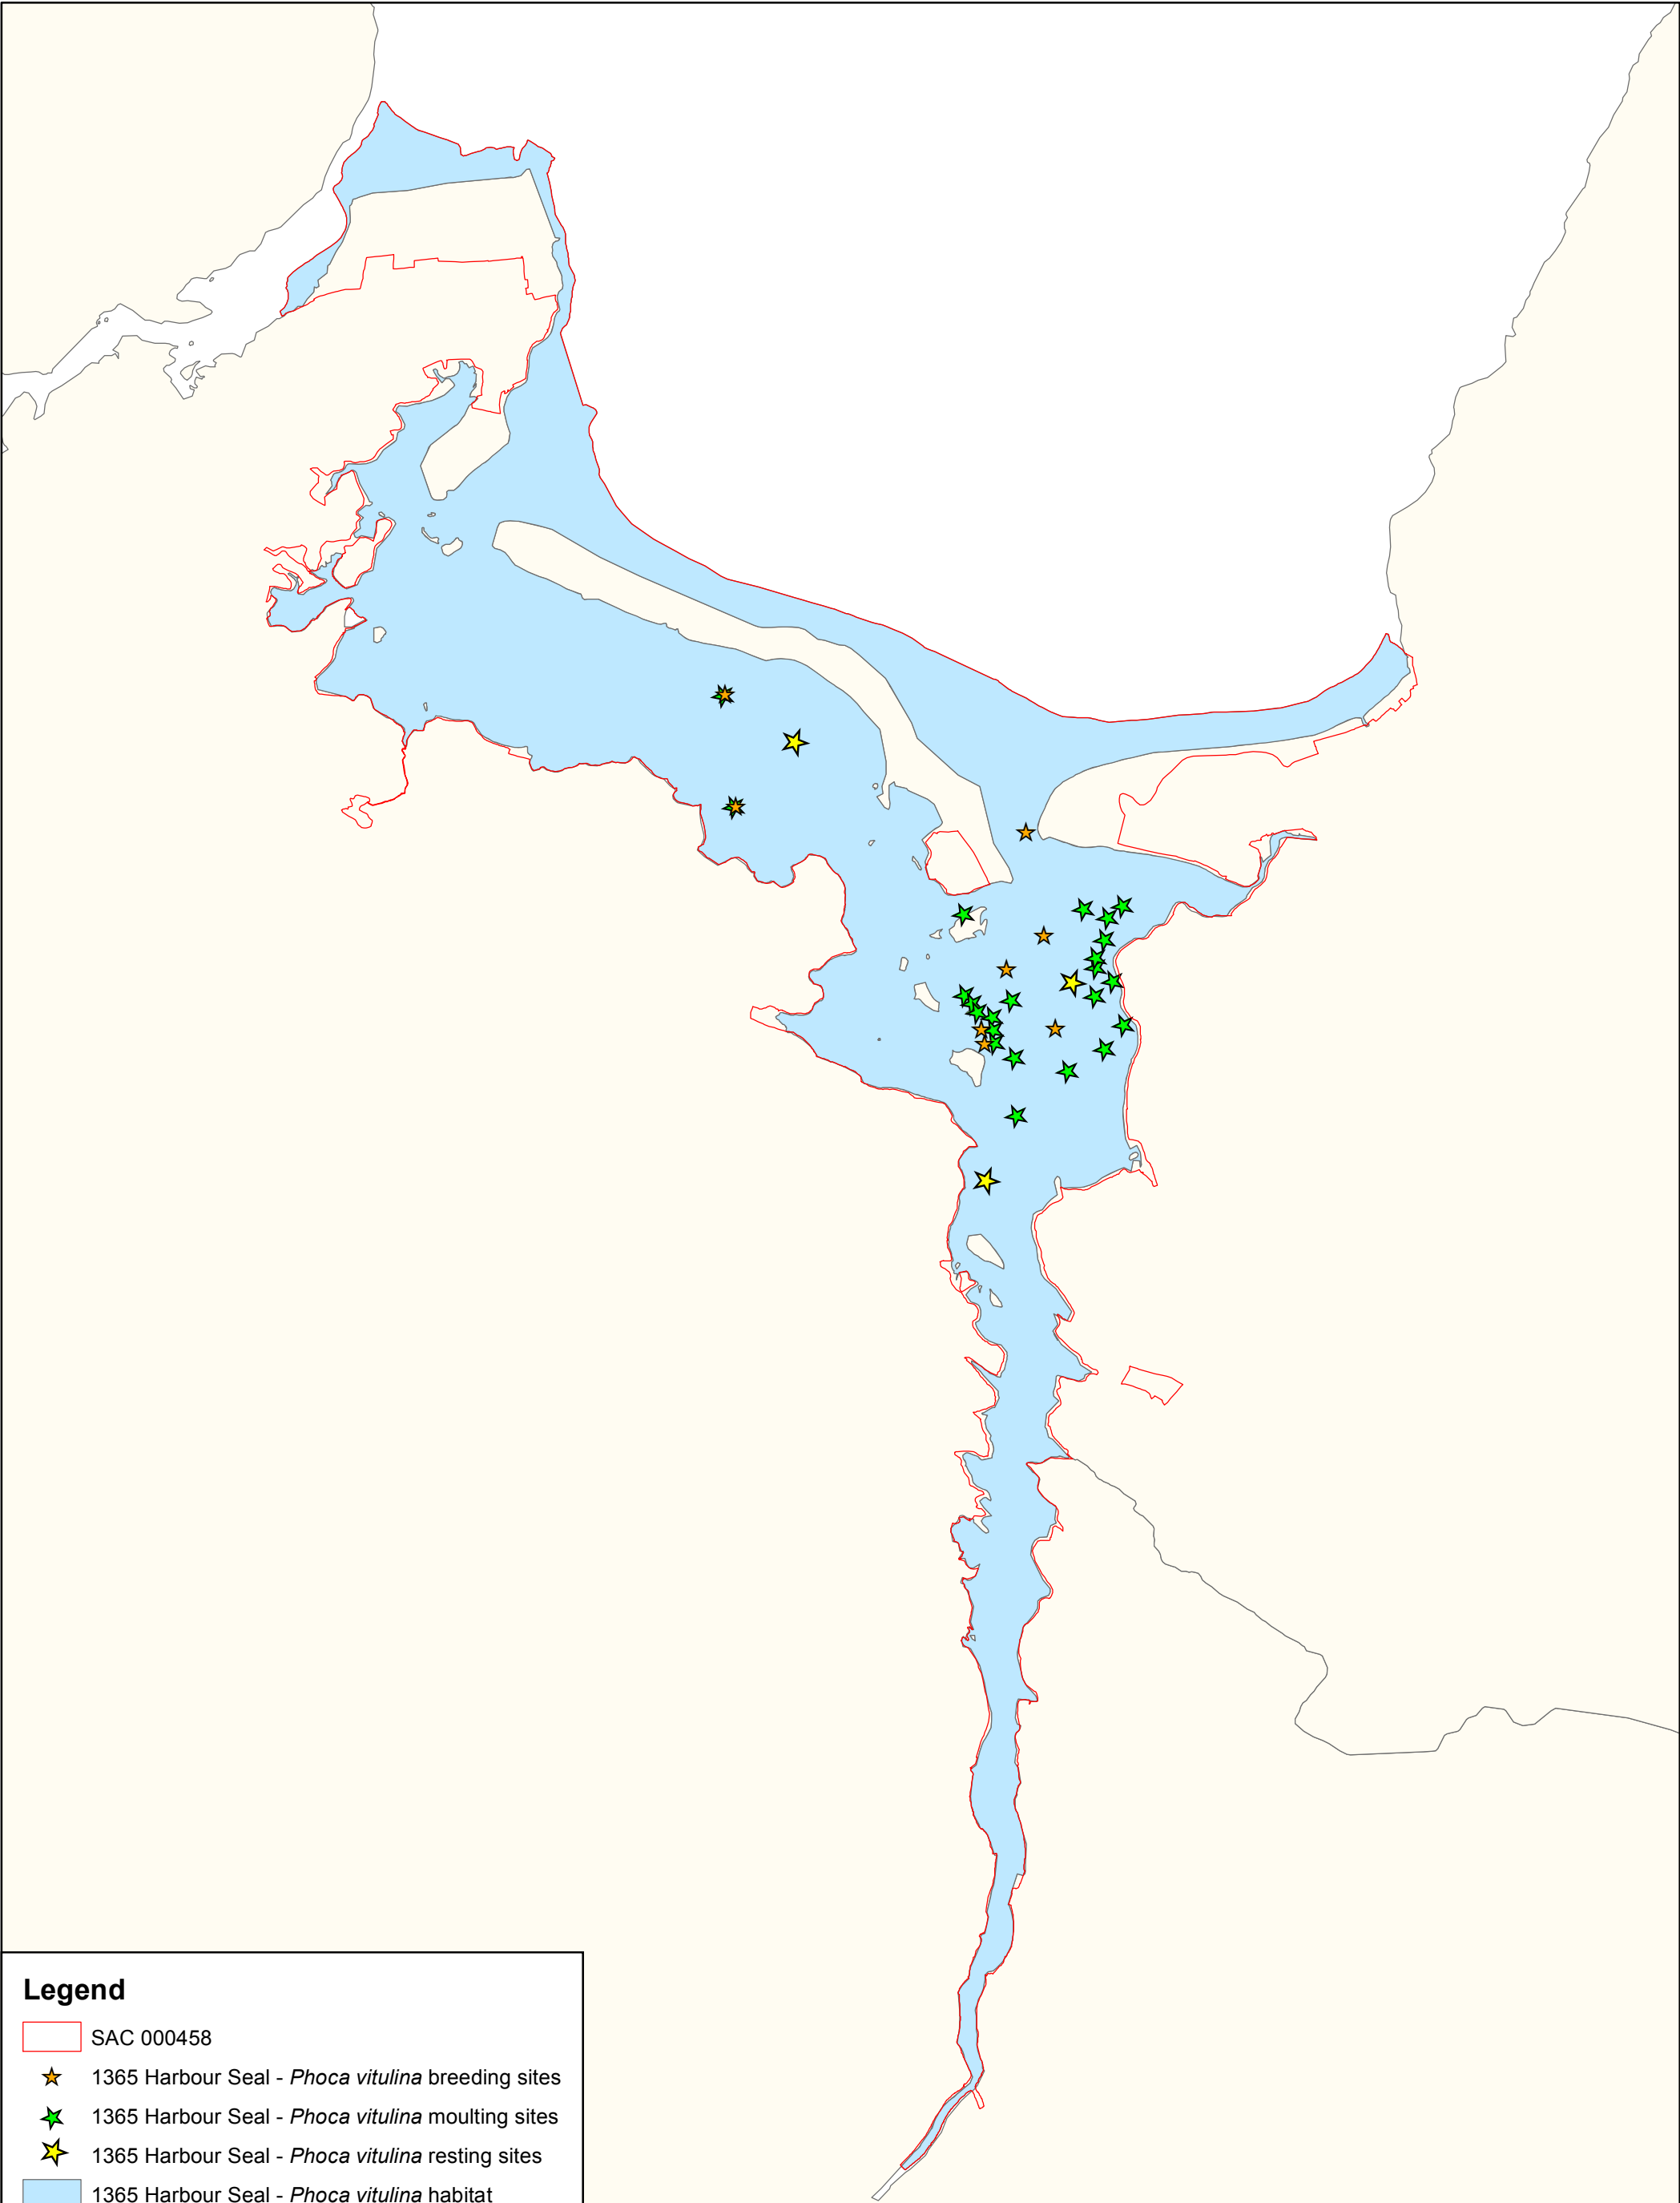 Legend
SAC 000458
1365 Harbour Seal - Phoca vitulina breeding sites
1365 Harbour Seal - Phoca vitulina moulting sites
1365 Harbour Seal - Phoca vitulina resting sites
1365 Harbour Seal - Phoca vitulina habitat